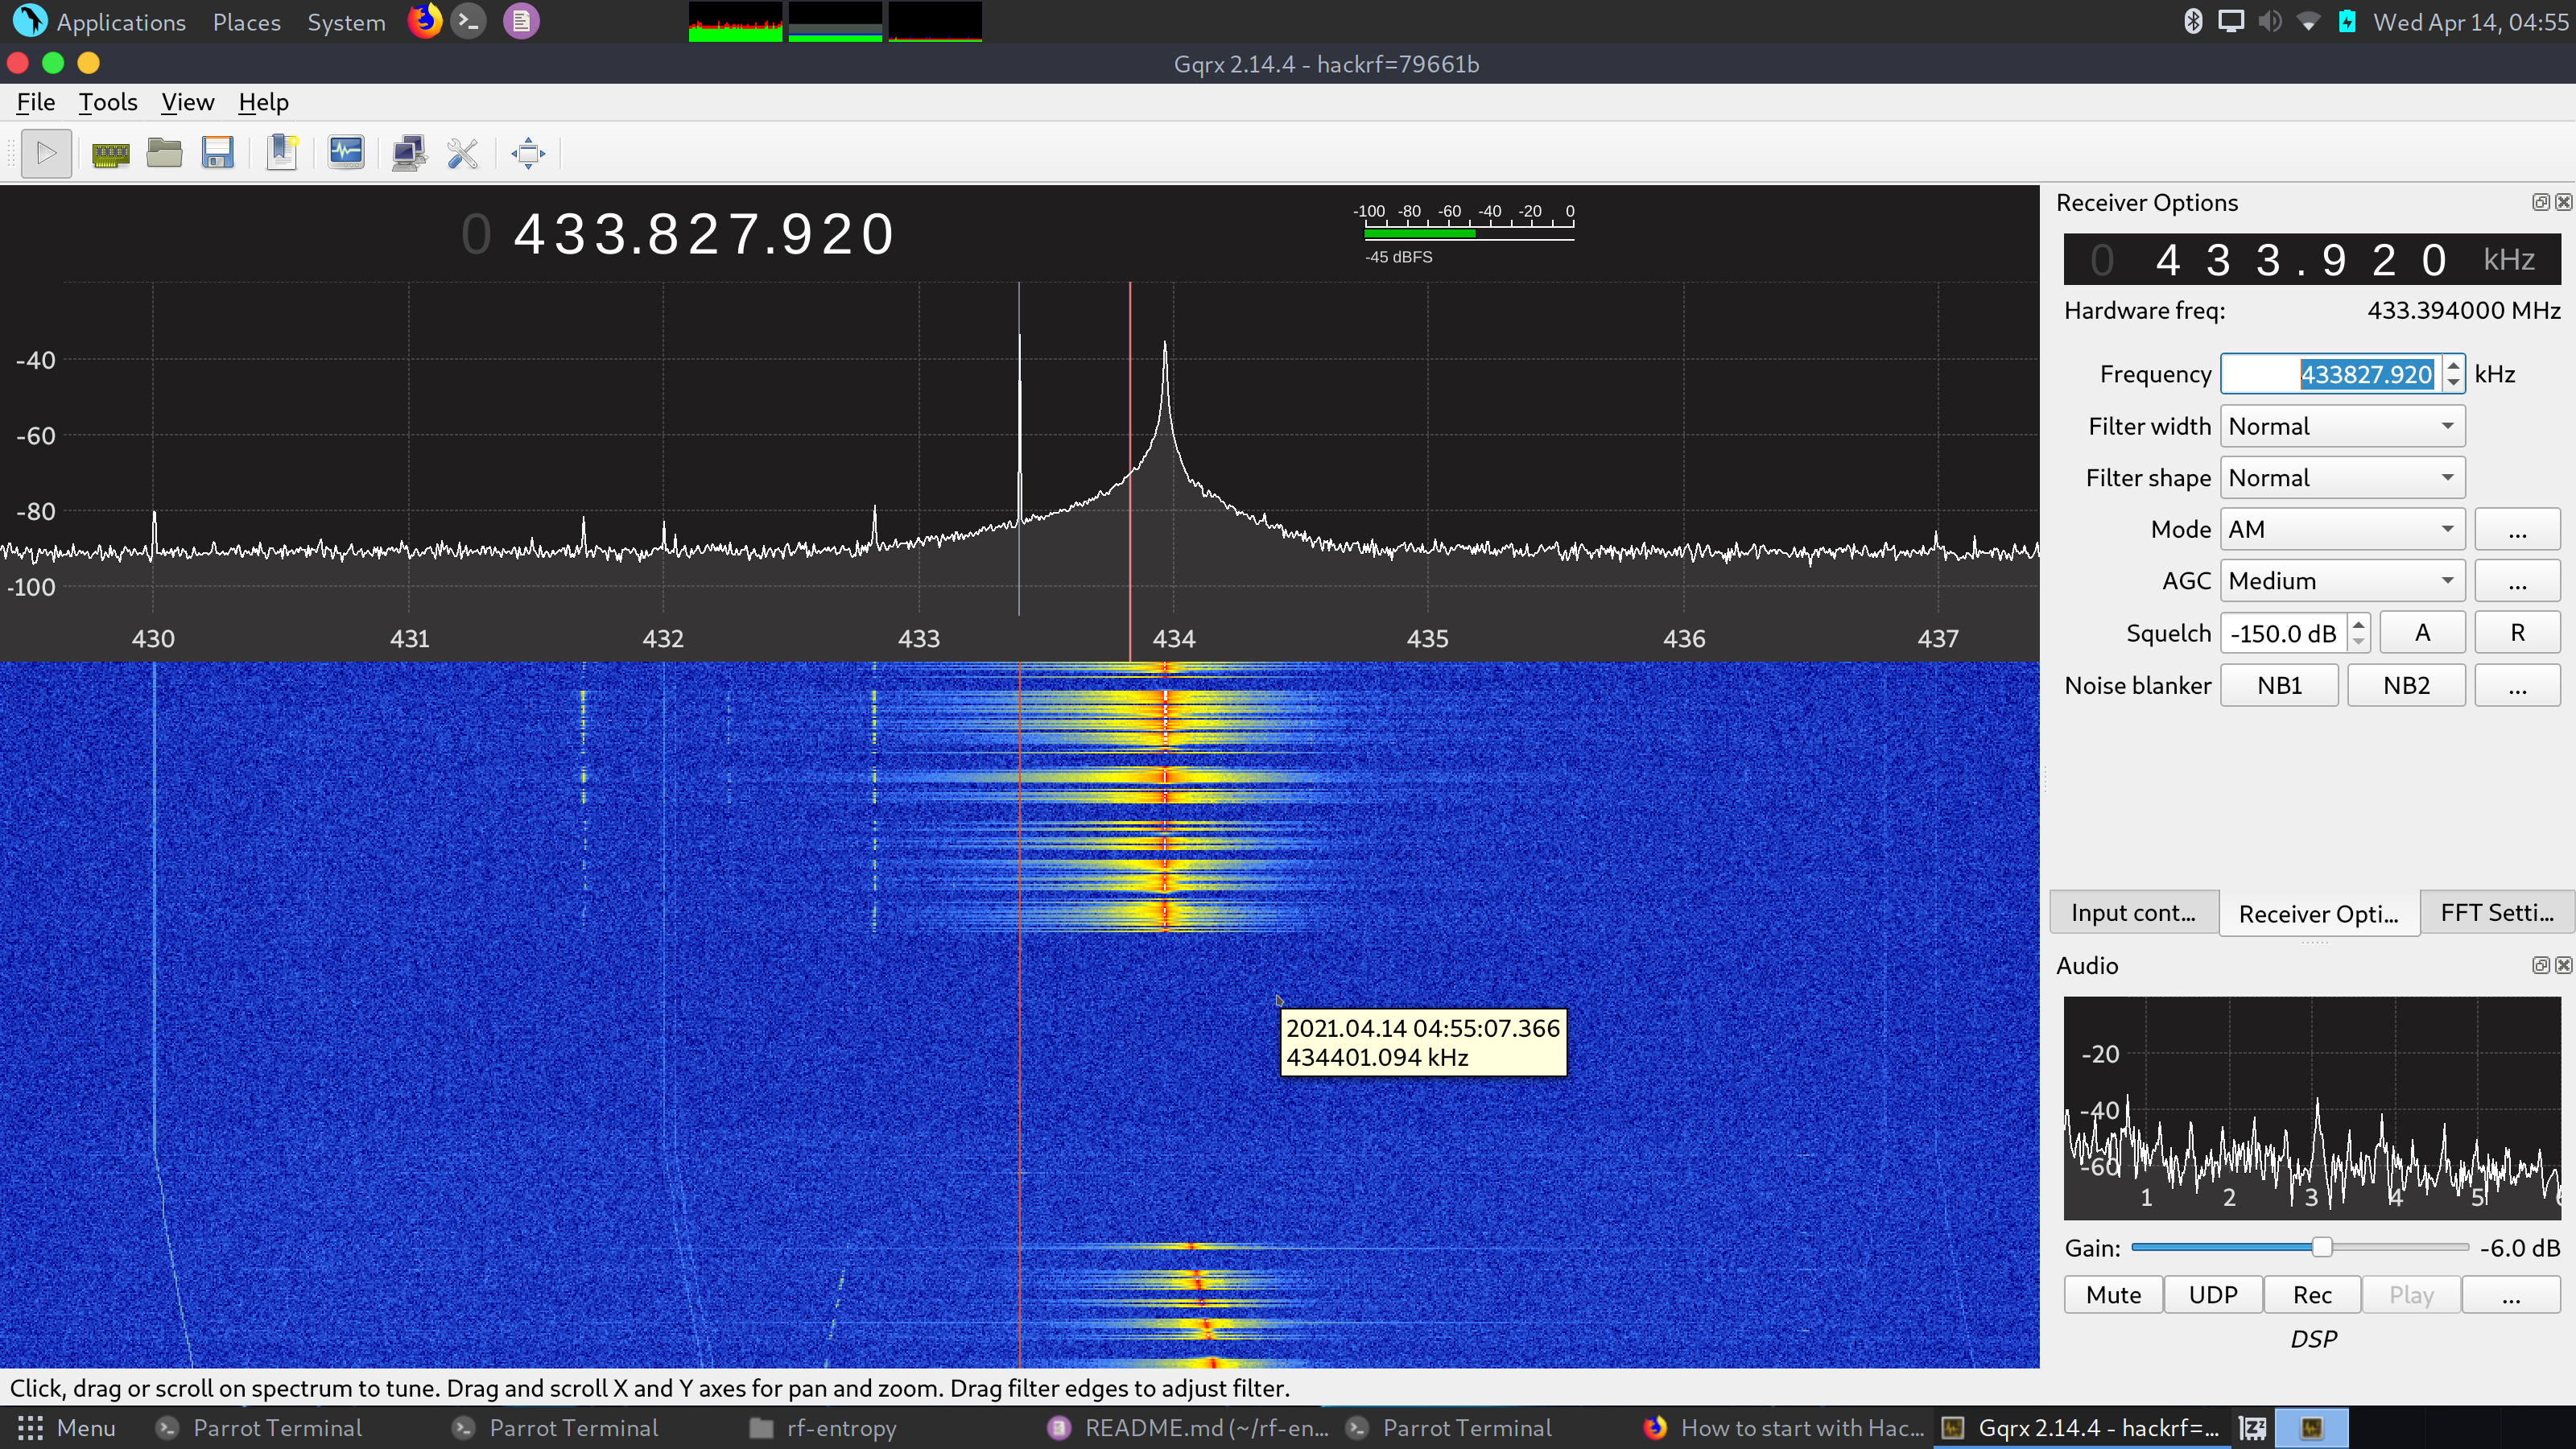 Applications Places System Wed Apr 14, 04:55
Gqrx 2.14.4 - hackrf=79661b
File Tools View Help
0 433.827.920
-100 -80 -60 -40 -20 0
-45 dBFS
-40
-60
-80
-100
430 431 432 433 434 435 436 437
2021.04.14 04:55:07.366
434401.094 kHz
Receiver Options
0 433.920 kHz
Hardware freq: 433.394000 MHz
Frequency 433827.920 kHz
Filter width Normal
Filter shape Normal
Mode AM ...
AGC Medium ...
Squelch -150.0 dB A R
Noise blanker NB1 NB2 ...
Input cont... Receiver Opti... FFT Setti...
Audio
-20
-40
-60
1 2 3 4 5 6
Gain: -6.0 dB
Mute UDP Rec Play ...
DSP
Click, drag or scroll on spectrum to tune. Drag and scroll X and Y axes for pan and zoom. Drag filter edges to adjust filter.
Menu Parrot Terminal Parrot Terminal rf-entropy README.md (~/rf-en... Parrot Terminal How to start with Hac... Gqrx 2.14.4 - hackrf=...